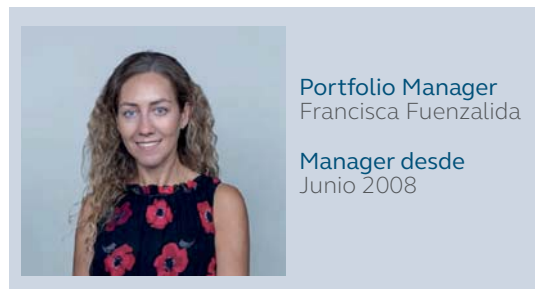 Portfolio Manager
Francisca Fuenzalida
Manager desde
Junio 2008